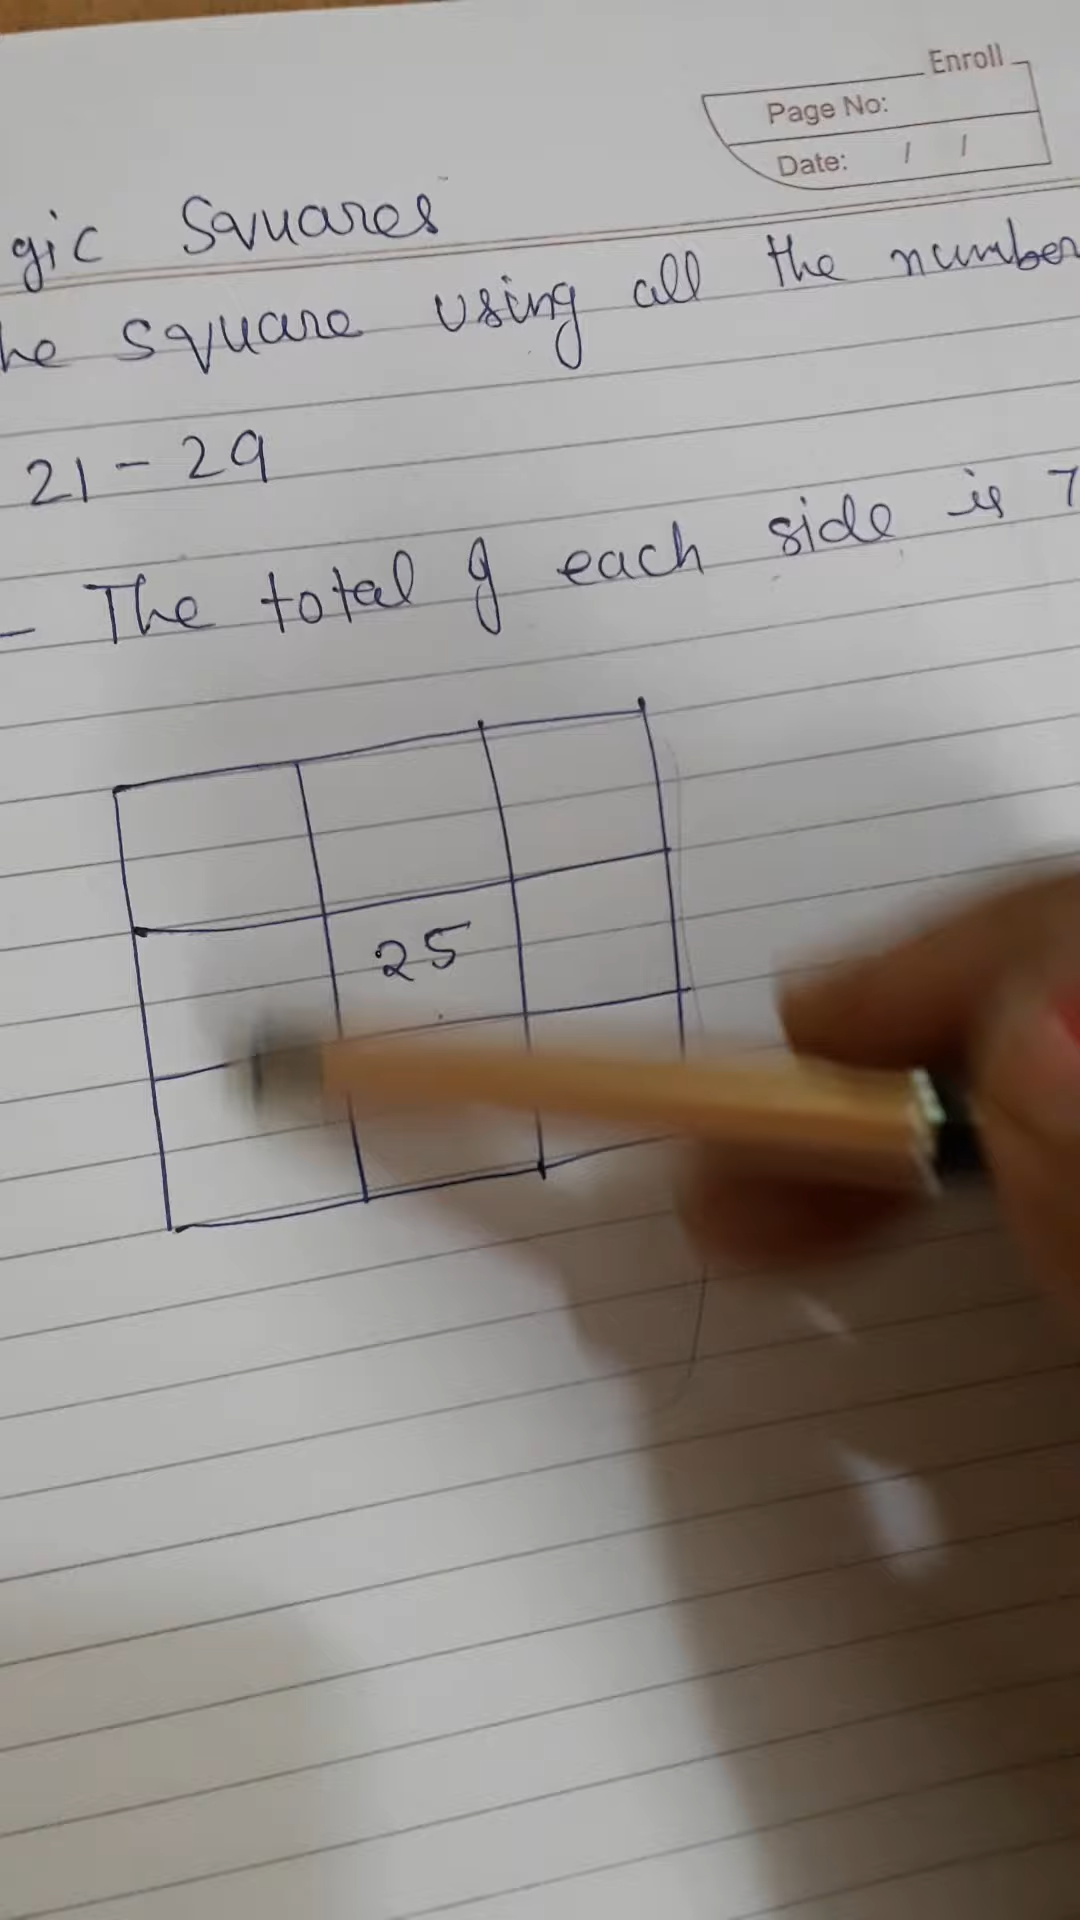 Enroll
Page No:
Date: / /
gic Squares
he square using all the number
21 - 29
- The total of each side is 7
25